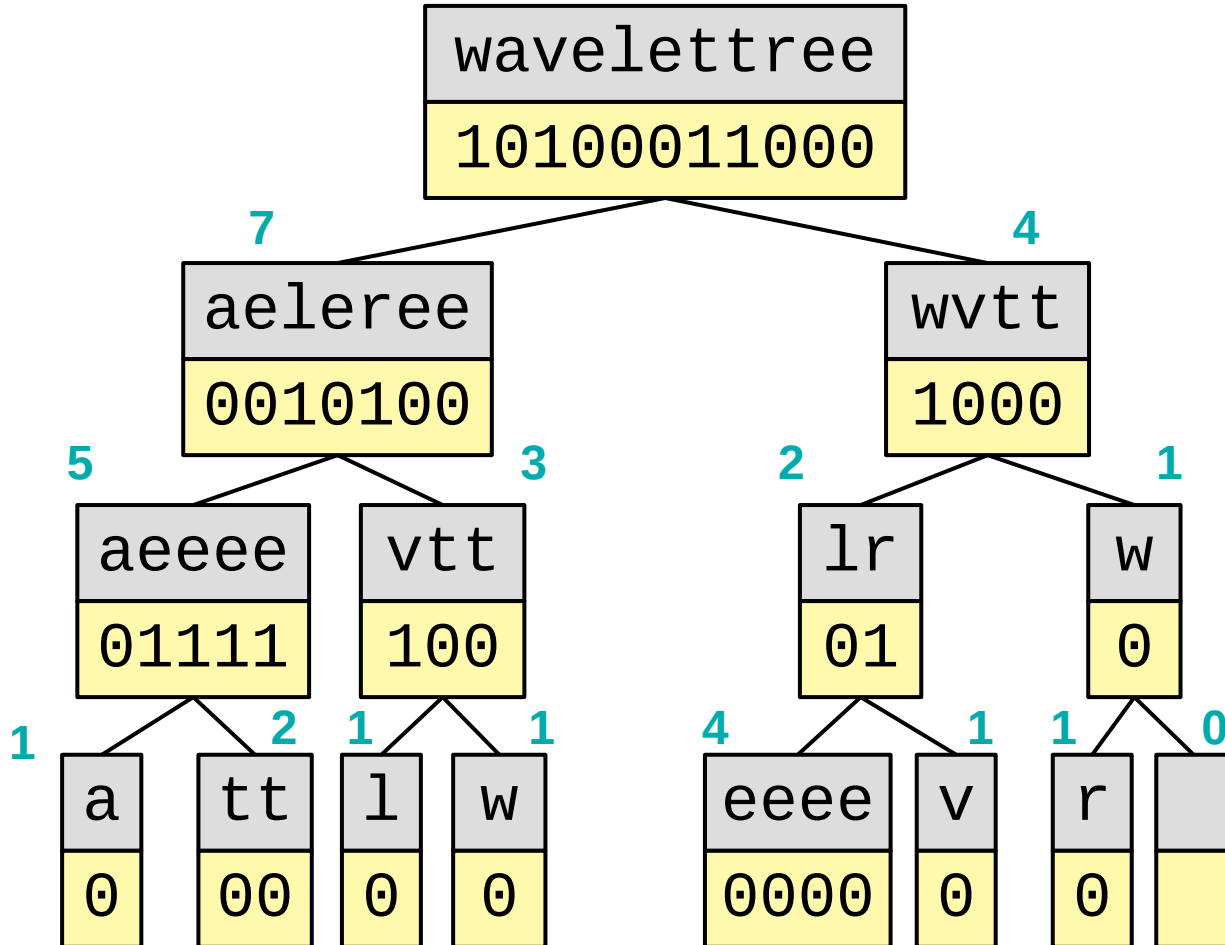 wavelettree
10100011000
7 4
aeleree wvtt
0010100 1000
5 3 2 1
aeeee vtt lr w
01111 100 01 0
1 2 1 1 4 1 1 0
a tt l w eeee v r
0 00 0 0 0000 0 0